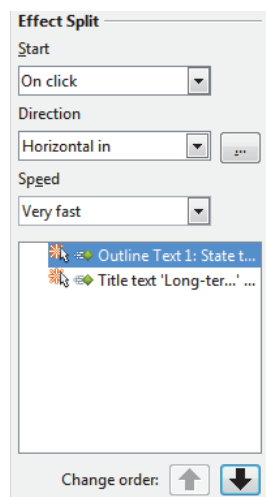 Effect Split
Start
On click
Direction
Horizontal in
...
Speed
Very fast
Outline Text 1: State t...
Title text 'Long-ter...' ...
Change order: